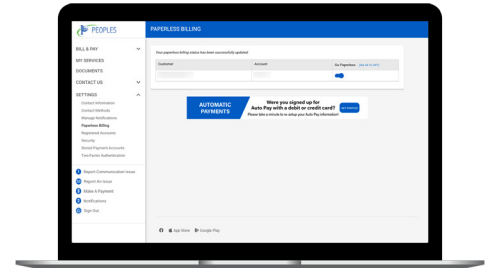 PEOPLES
PAPERLESS BILLING
BILL & PAY
MY SERVICES
DOCUMENTS
CONTACT US
SETTINGS
Contact Information
Contact Methods
Manage Notifications
Paperless Billing
Registered Accounts
Security
Stored Payment Accounts
Two-Factor Authentication
Report Communication Issue
Report An Issue
Make A Payment
Notifications
Sign Out
Your paperless billing status has been successfully updated
Customer Account Go Paperless
AUTOMATIC
PAYMENTS
Were you signed up for
Auto Pay with a debit or credit card?
Please take a minute to re-setup your Auto Pay information!
App Store Google Play